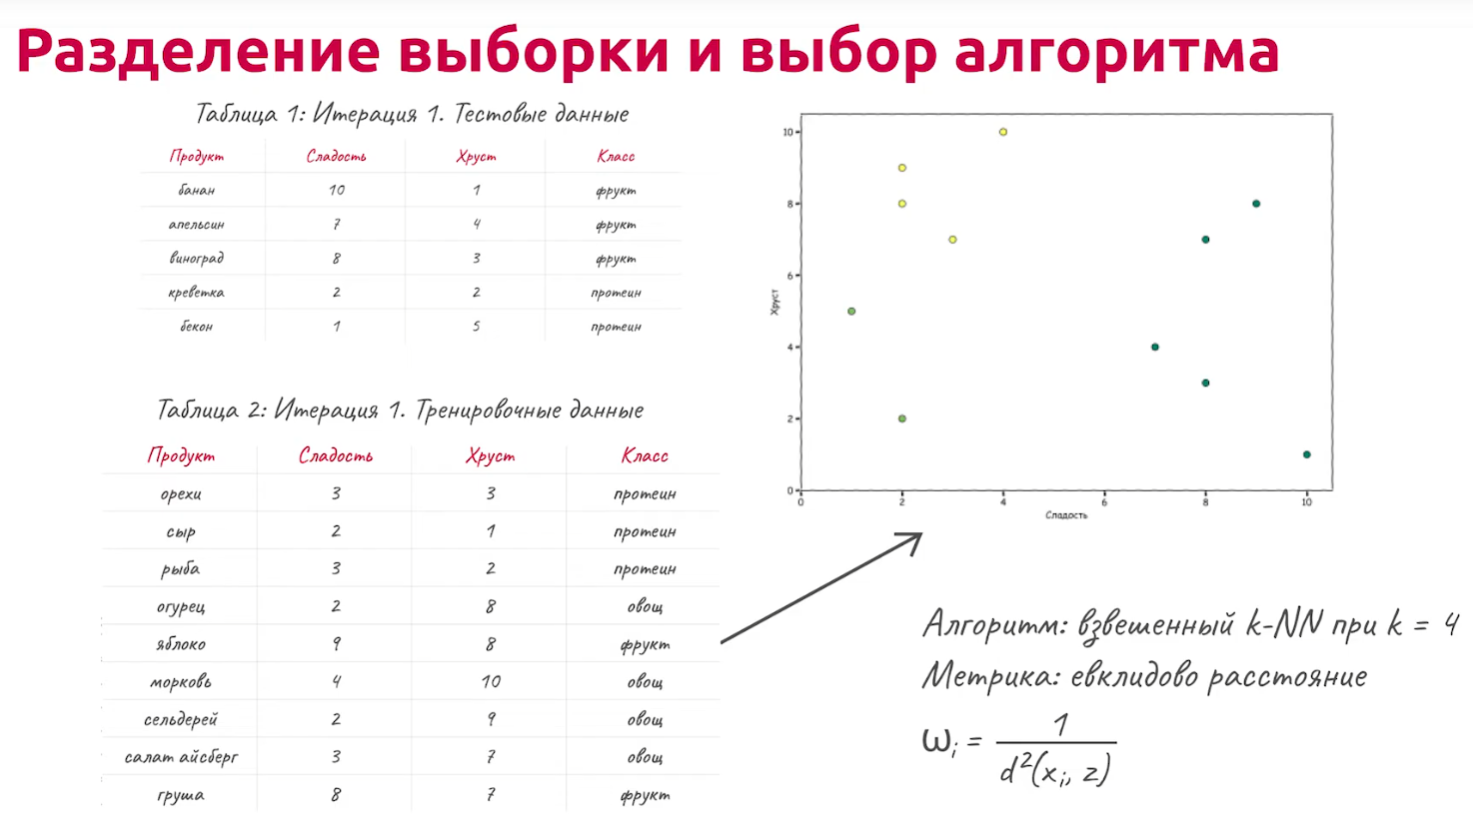 Разделение выборки и выбор алгоритма
Таблица 1: Итерация 1. Тестовые данные
Продукт Сладость Хруст Класс
банан 10 1 фрукт
апельсин 7 4 фрукт
виноград 8 3 фрукт
креветка 2 2 протеин
бекон 1 5 протеин
Таблица 2: Итерация 1. Тренировочные данные
Продукт Сладость Хруст Класс
орехи 3 3 протеин
сыр 2 1 протеин
рыба 3 2 протеин
огурец 2 8 овощ
яблоко 9 8 фрукт
морковь 4 10 овощ
сельдерей 2 9 овощ
салат айсберг 3 7 овощ
груша 8 7 фрукт
10
8
6
4
2
0
Хруст
0 2 4 6 8 10
Сладость
Алгоритм: взвешенный k-NN при k = 4
Метрика: евклидово расстояние
ω_i = 1 / d²(x_i, z)